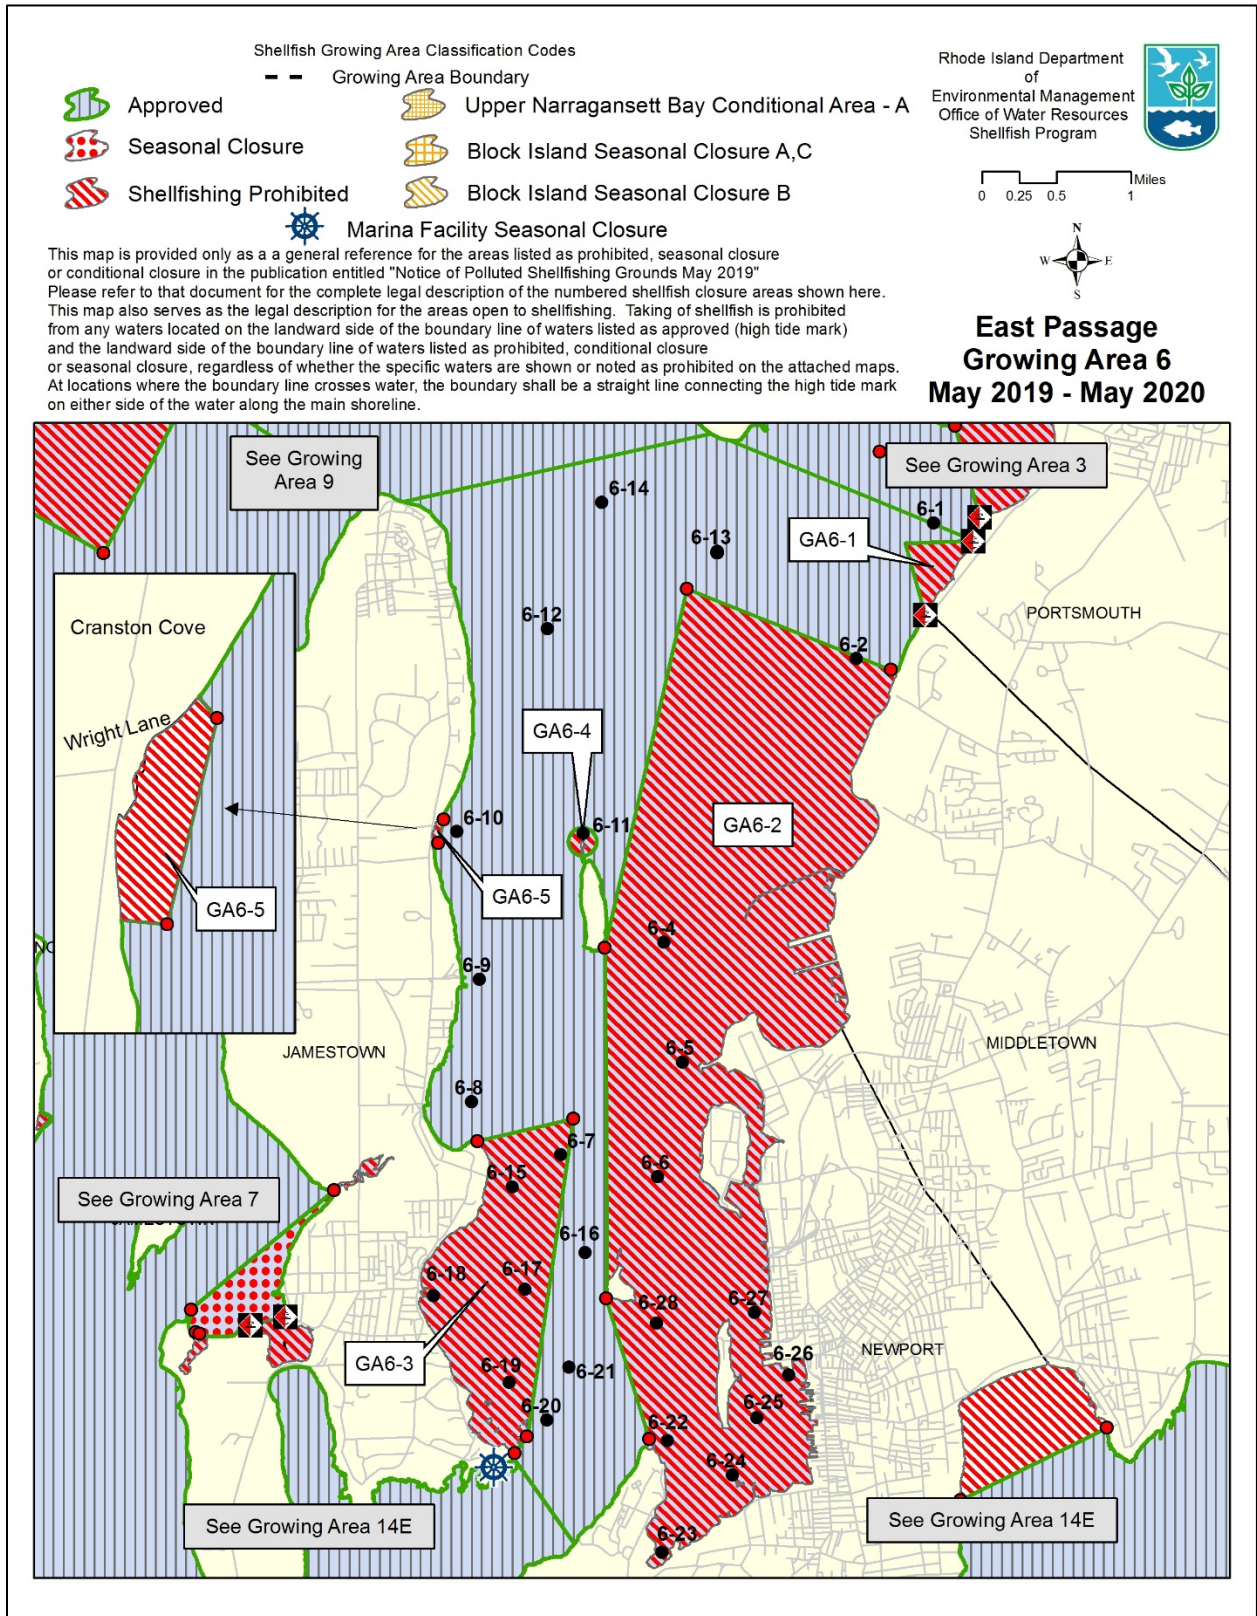 Shellfish Growing Area Classification Codes
Growing Area Boundary
Approved
Upper Narragansett Bay Conditional Area - A
Seasonal Closure
Block Island Seasonal Closure A,C
Shellfishing Prohibited
Block Island Seasonal Closure B
Marina Facility Seasonal Closure
Rhode Island Department
of
Environmental Management
Office of Water Resources
Shellfish Program
0 0.25 0.5 1 Miles
N
W E
S
This map is provided only as a a general reference for the areas listed as prohibited, seasonal closure
or conditional closure in the publication entitled "Notice of Polluted Shellfishing Grounds May 2019"
Please refer to that document for the complete legal description of the numbered shellfish closure areas shown here.
This map also serves as the legal description for the areas open to shellfishing. Taking of shellfish is prohibited
from any waters located on the landward side of the boundary line of waters listed as approved (high tide mark)
and the landward side of the boundary line of waters listed as prohibited, conditional closure
or seasonal closure, regardless of whether the specific waters are shown or noted as prohibited on the attached maps.
At locations where the boundary line crosses water, the boundary shall be a straight line connecting the high tide mark
on either side of the water along the main shoreline.
East Passage
Growing Area 6
May 2019 - May 2020
See Growing
Area 9
See Growing Area 3
6-14
6-1
6-13
GA6-1
6-12
PORTSMOUTH
Cranston Cove
6-2
Wright Lane
GA6-4
6-10
6-11
GA6-2
GA6-5
GA6-5
6-4
6-9
JAMESTOWN
MIDDLETOWN
6-5
6-8
6-7
6-15
6-6
See Growing Area 7
6-16
6-18
6-17
6-28
6-27
GA6-3
NEWPORT
6-19
6-21
6-26
6-20
6-25
6-22
6-24
See Growing Area 14E
See Growing Area 14E
6-23